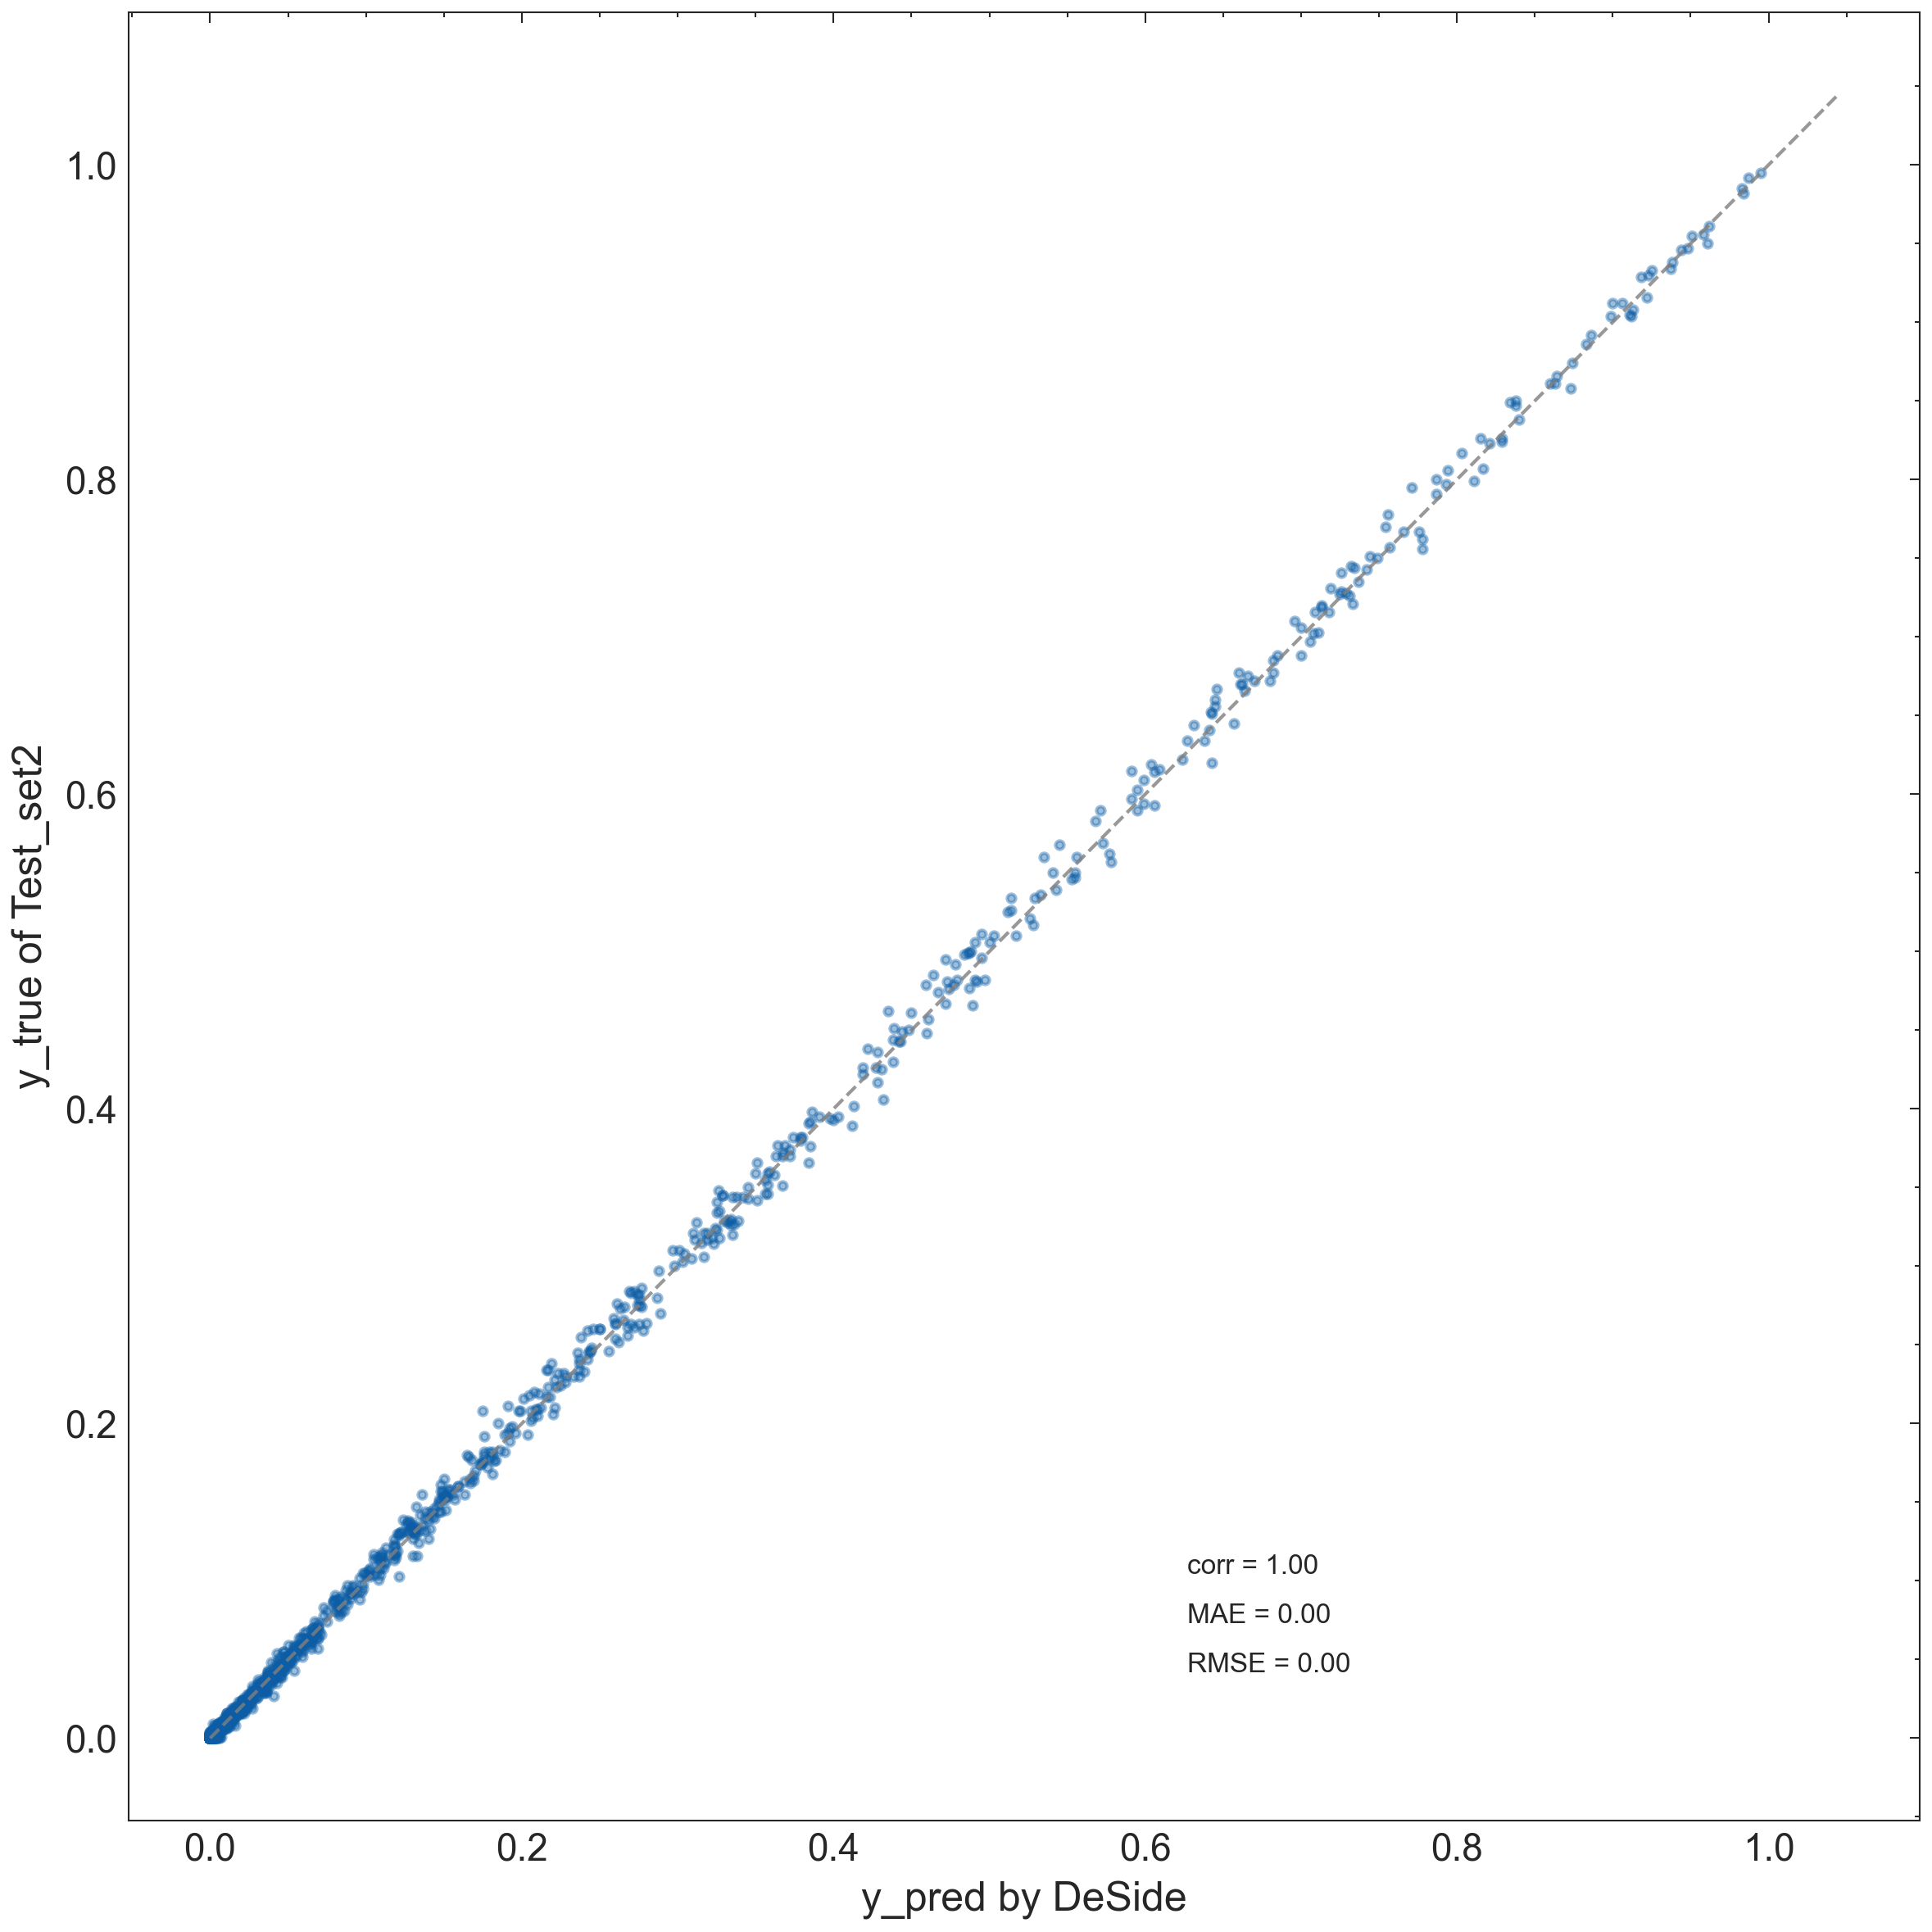 1.0
0.8
0.6
0.4
0.2
0.0
y_true of Test_set2
corr = 1.00
MAE = 0.00
RMSE = 0.00
0.0 0.2 0.4 0.6 0.8 1.0
y_pred by DeSide